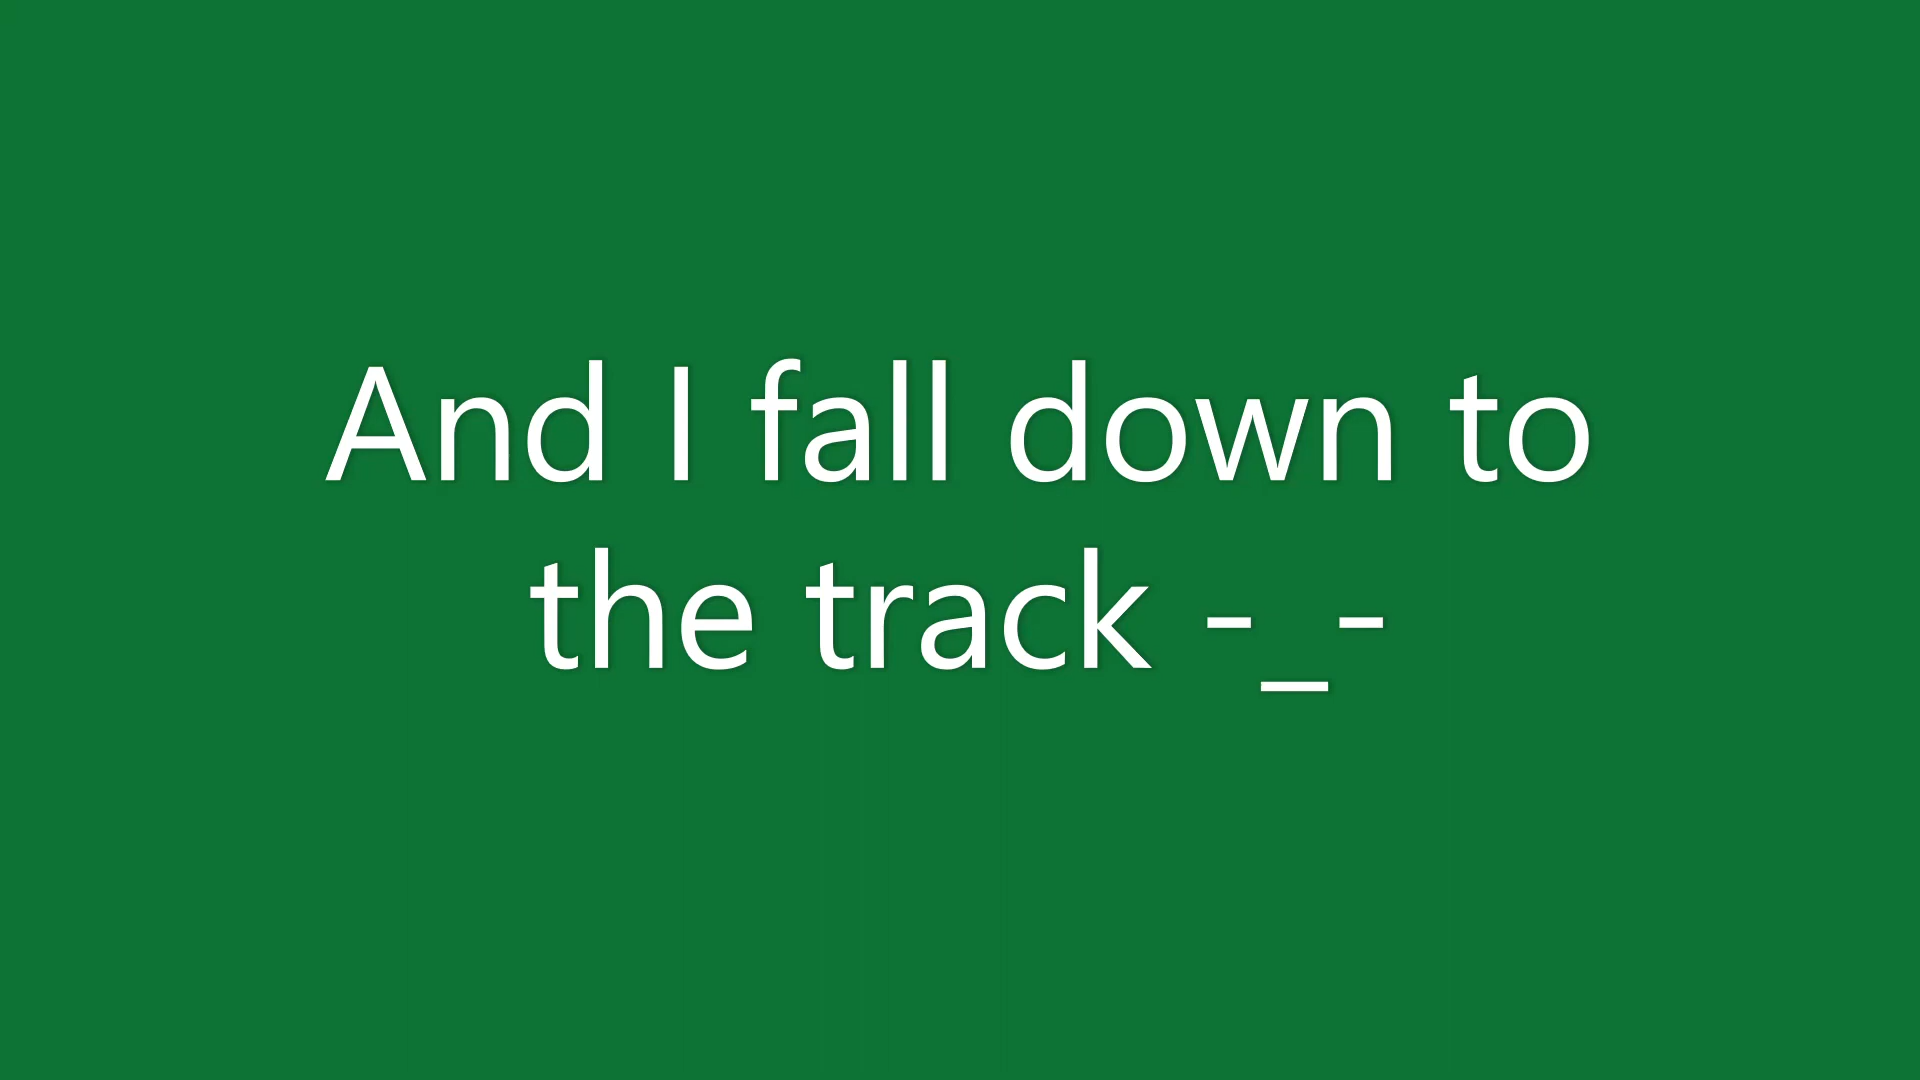 And I fall down to
the track -_-